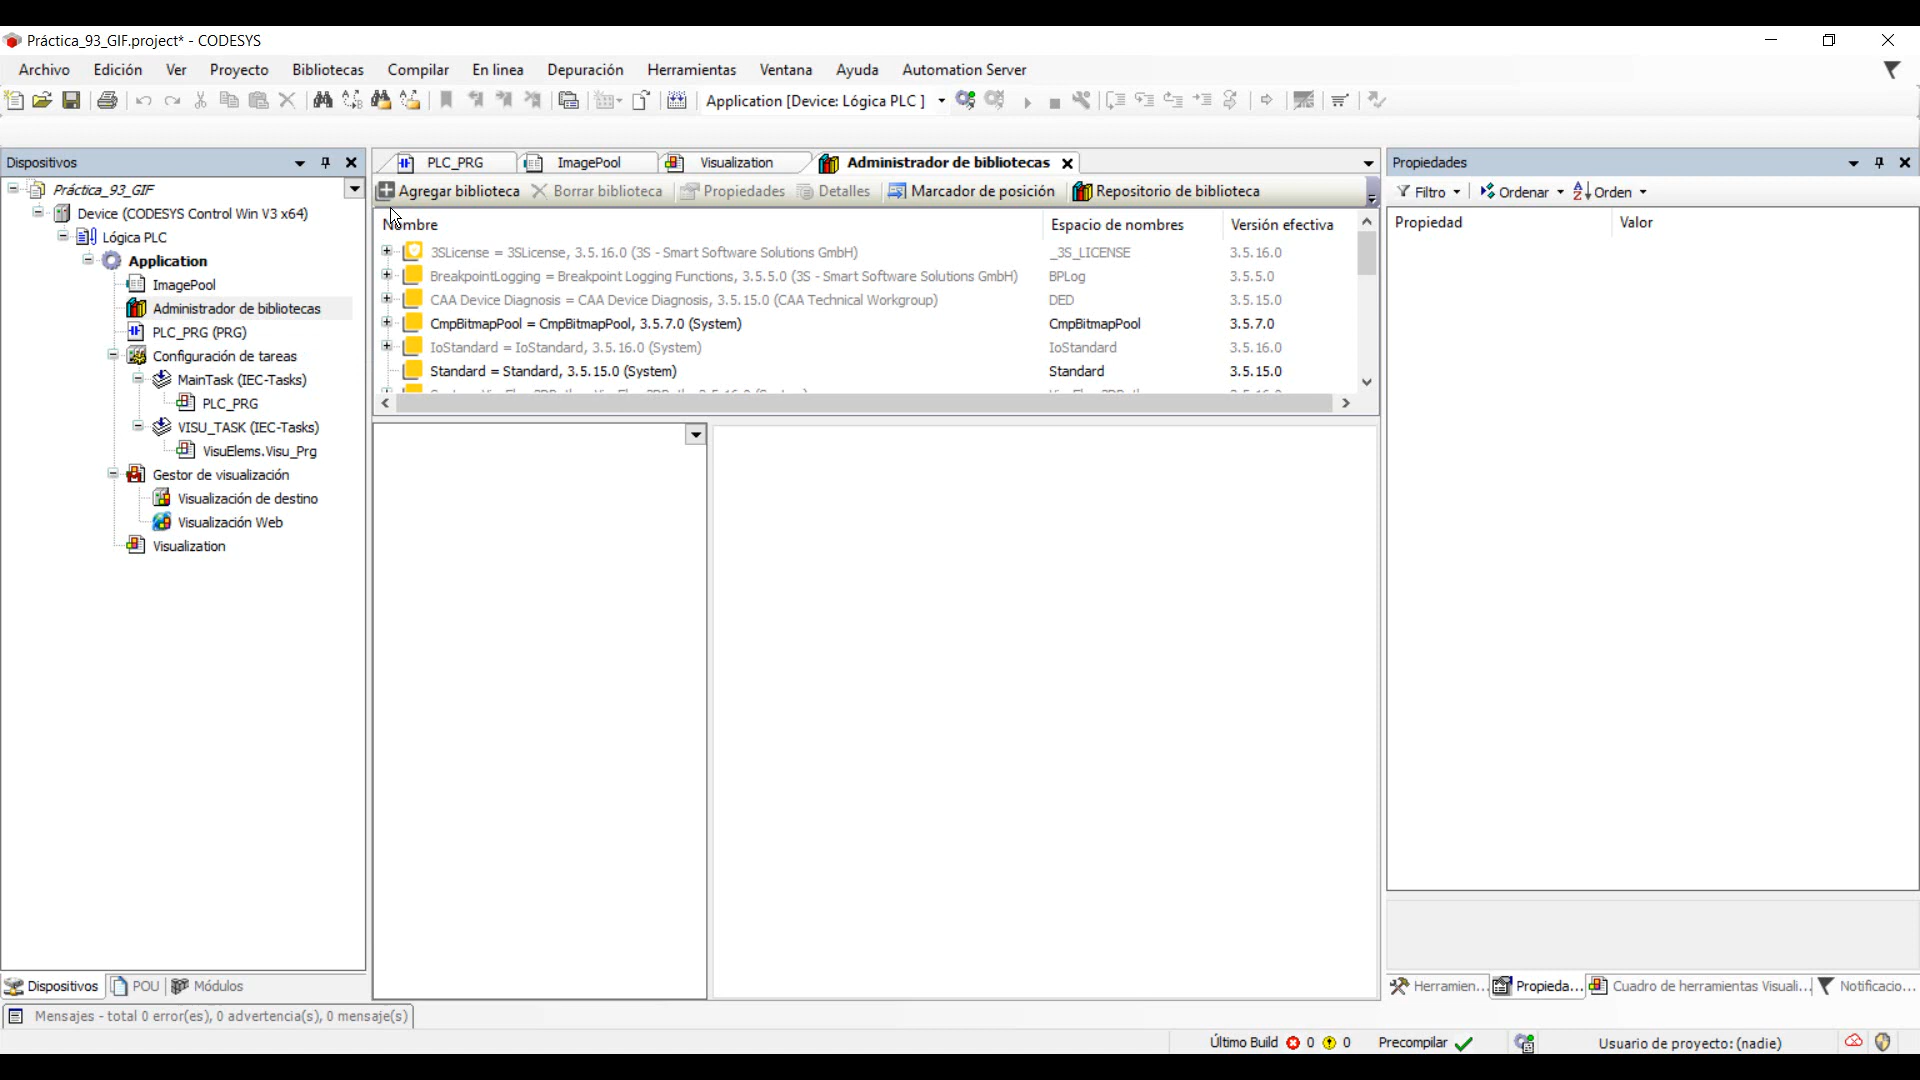 Práctica_93_GIF.project* - CODESYS
Archivo Edición Ver Proyecto Bibliotecas Compilar En linea Depuración Herramientas Ventana Ayuda Automation Server
Application [Device: Lógica PLC ]
Dispositivos
Práctica_93_GIF
Device (CODESYS Control Win V3 x64)
Lógica PLC
Application
ImagePool
Administrador de bibliotecas
PLC_PRG (PRG)
Configuración de tareas
MainTask (IEC-Tasks)
PLC_PRG
VISU_TASK (IEC-Tasks)
VisuElems.Visu_Prg
Gestor de visualización
Visualización de destino
Visualización Web
Visualization
Dispositivos POU Módulos
PLC_PRG ImagePool Visualization Administrador de bibliotecas
Agregar biblioteca Borrar biblioteca Propiedades Detalles Marcador de posición Repositorio de biblioteca
Nombre Espacio de nombres Versión efectiva
3SLicense = 3SLicense, 3.5.16.0 (3S - Smart Software Solutions GmbH) _3S_LICENSE 3.5.16.0
BreakpointLogging = Breakpoint Logging Functions, 3.5.5.0 (3S - Smart Software Solutions GmbH) BPLog 3.5.5.0
CAA Device Diagnosis = CAA Device Diagnosis, 3.5.15.0 (CAA Technical Workgroup) DED 3.5.15.0
CmpBitmapPool = CmpBitmapPool, 3.5.7.0 (System) CmpBitmapPool 3.5.7.0
IoStandard = IoStandard, 3.5.16.0 (System) IoStandard 3.5.16.0
Standard = Standard, 3.5.15.0 (System) Standard 3.5.15.0
Propiedades
Filtro Ordenar Orden
Propiedad Valor
Herramien... Propieda... Cuadro de herramientas Visuali... Notificacio...
Mensajes - total 0 error(es), 0 advertencia(s), 0 mensaje(s)
Último Build 0 0 Precompilar Usuario de proyecto: (nadie)